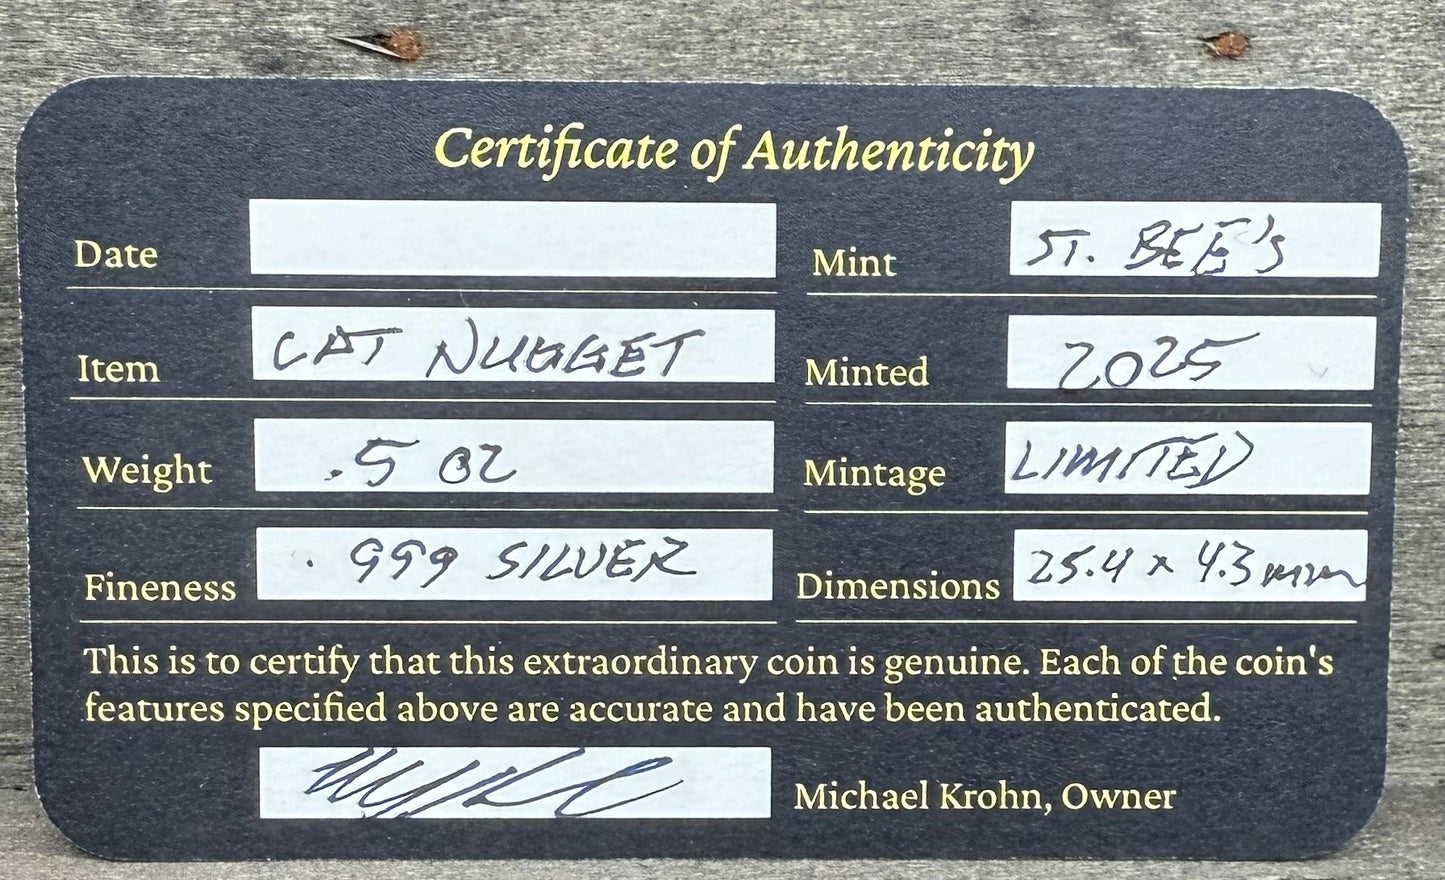 Certificate of Authenticity
Date
Mint ST. BEE's
Item CAT NUGGET
Minted 2025
Weight .5 oz
Mintage LIMITED
Fineness .999 SILVER
Dimensions 25.4 x 4.3mm
This is to certify that this extraordinary coin is genuine. Each of the coin's
features specified above are accurate and have been authenticated.
Michael Krohn, Owner